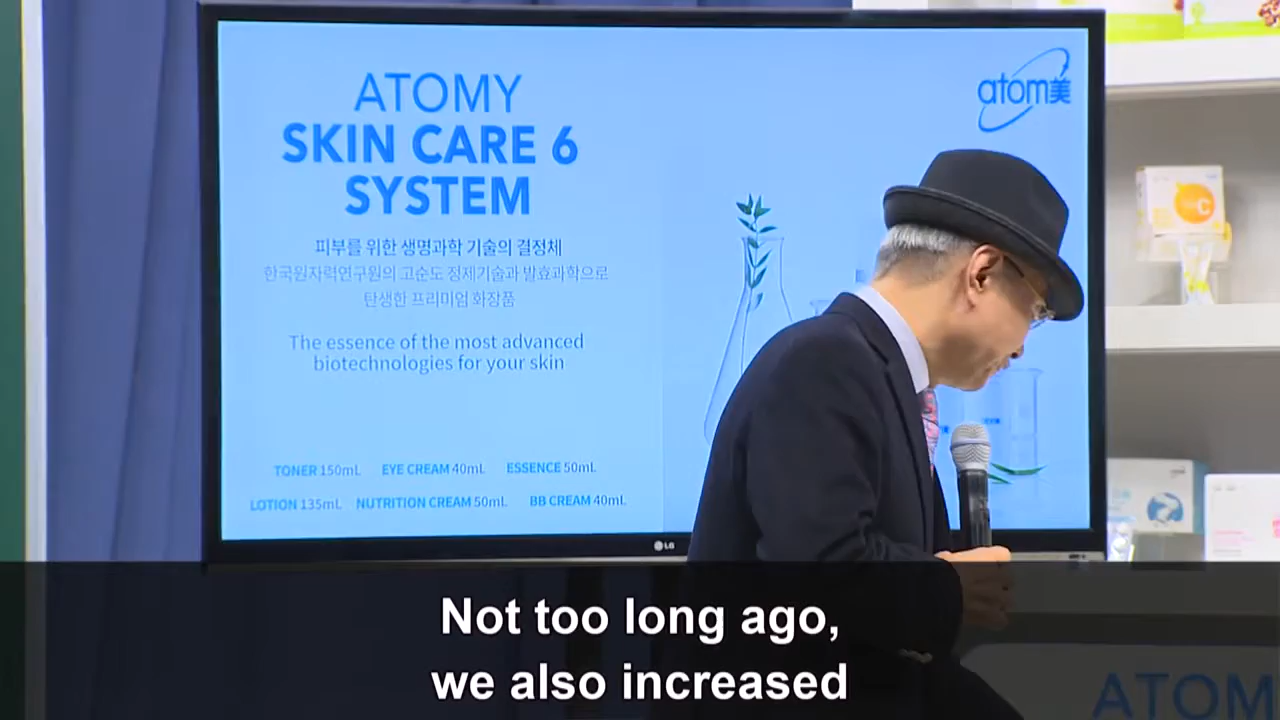 ATOMY
SKIN CARE 6
SYSTEM
atom美
피부를 위한 생명과학 기술의 결정체
한국원자력연구원의 고순도 정제기술과 발효과학으로
탄생한 프리미엄 화장품
The essence of the most advanced
biotechnologies for your skin
TONER 150mL EYE CREAM 40mL ESSENCE 50mL
LOTION 135mL NUTRITION CREAM 50mL BB CREAM 40mL
LG
C
Not too long ago,
we also increased
ATOM